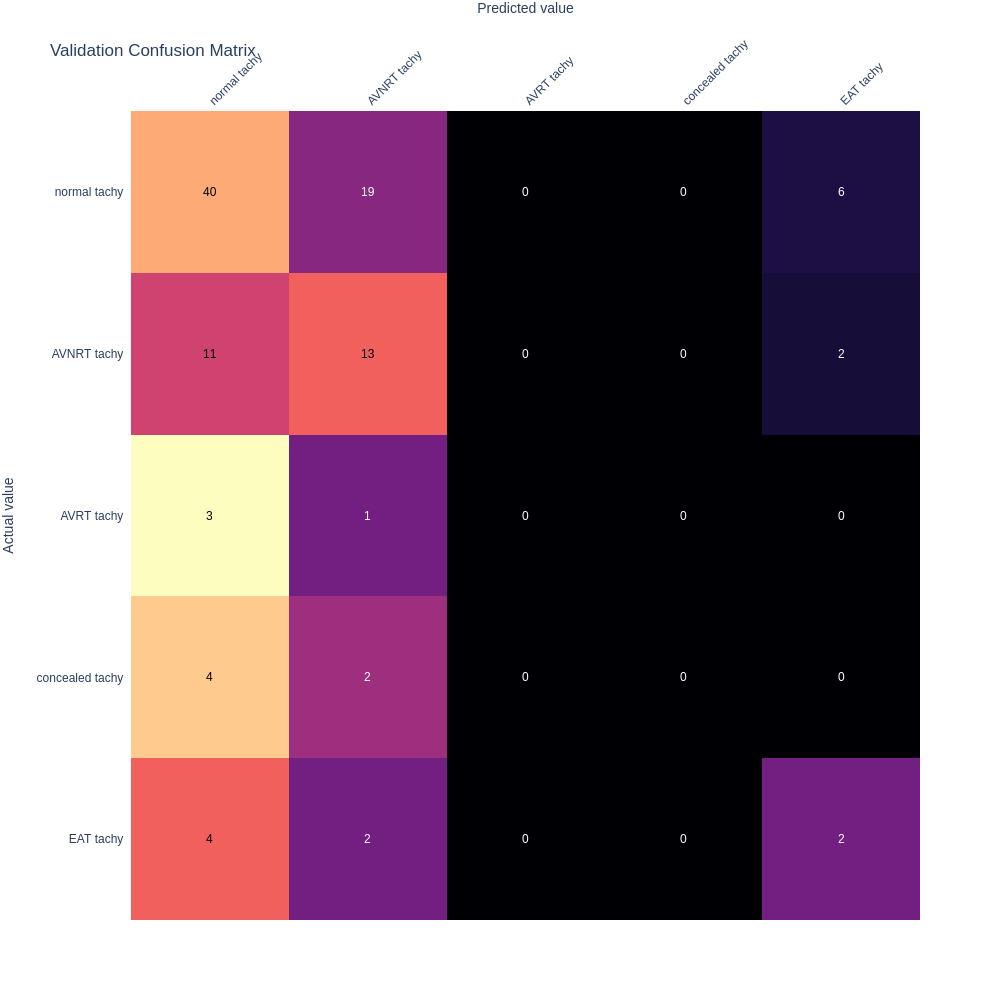 Predicted value
Validation Confusion Matrix
normal tachy AVNRT tachy AVRT tachy concealed tachy EAT tachy
normal tachy 40 19 0 0 6
AVNRT tachy 11 13 0 0 2
AVRT tachy 3 1 0 0 0
concealed tachy 4 2 0 0 0
EAT tachy 4 2 0 0 2
Actual value